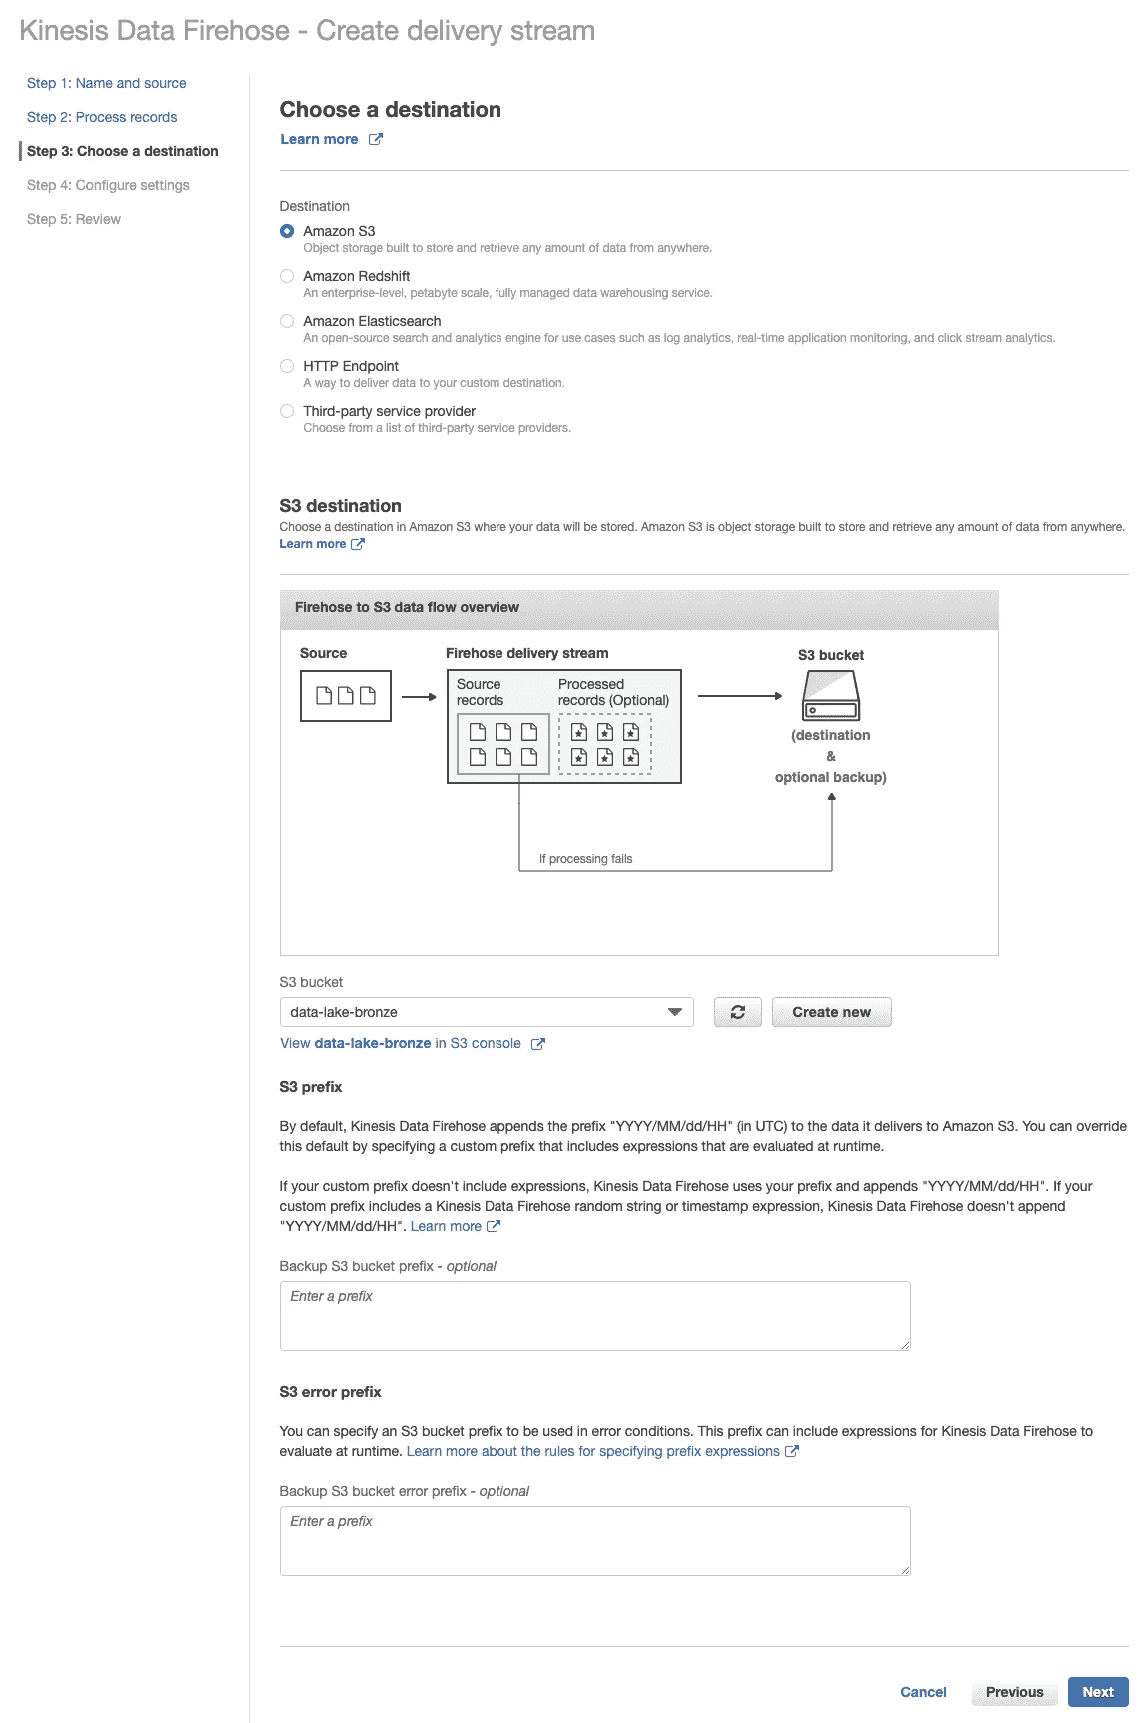 Kinesis Data Firehose - Create delivery stream
Step 1: Name and source
Step 2: Process records
Step 3: Choose a destination
Step 4: Configure settings
Step 5: Review
Choose a destination
Learn more
Destination
Amazon S3
Object storage built to store and retrieve any amount of data from anywhere.
Amazon Redshift
An enterprise-level, petabyte scale, fully managed data warehousing service.
Amazon Elasticsearch
An open-source search and analytics engine for use cases such as log analytics, real-time application monitoring, and click stream analytics.
HTTP Endpoint
A way to deliver data to your custom destination.
Third-party service provider
Choose from a list of third-party service providers.
S3 destination
Choose a destination in Amazon S3 where your data will be stored. Amazon S3 is object storage built to store and retrieve any amount of data from anywhere.
Learn more
Firehose to S3 data flow overview
Source
Firehose delivery stream
S3 bucket
Source
records
Processed
records (Optional)
(destination
&
optional backup)
If processing fails
S3 bucket
data-lake-bronze
Create new
View data-lake-bronze in S3 console
S3 prefix
By default, Kinesis Data Firehose appends the prefix "YYYY/MM/dd/HH" (in UTC) to the data it delivers to Amazon S3. You can override
this default by specifying a custom prefix that includes expressions that are evaluated at runtime.
If your custom prefix doesn't include expressions, Kinesis Data Firehose uses your prefix and appends "YYYY/MM/dd/HH". If your
custom prefix includes a Kinesis Data Firehose random string or timestamp expression, Kinesis Data Firehose doesn't append
"YYYY/MM/dd/HH". Learn more
Backup S3 bucket prefix - optional
Enter a prefix
S3 error prefix
You can specify an S3 bucket prefix to be used in error conditions. This prefix can include expressions for Kinesis Data Firehose to
evaluate at runtime. Learn more about the rules for specifying prefix expressions
Backup S3 bucket error prefix - optional
Enter a prefix
Cancel
Previous
Next